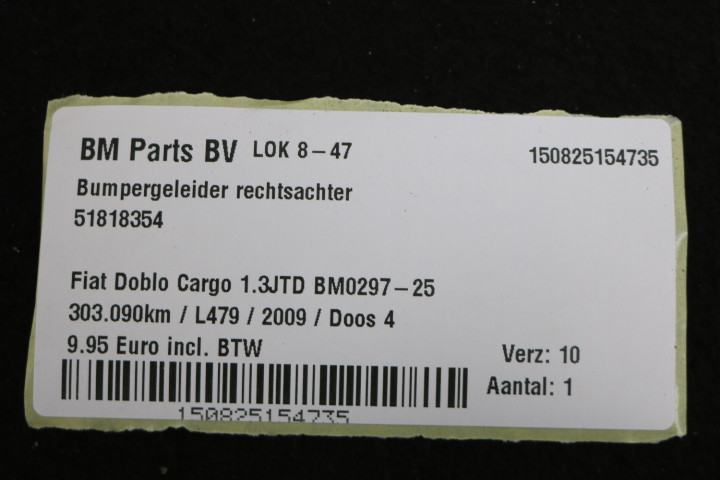 BM Parts BV LOK 8-47
150825154735
Bumpergeleider rechtsachter
51818354
Fiat Doblo Cargo 1.3JTD BM0297-25
303.090km / L479 / 2009 / Doos 4
9.95 Euro incl. BTW
Verz: 10
Aantal: 1
150825154735